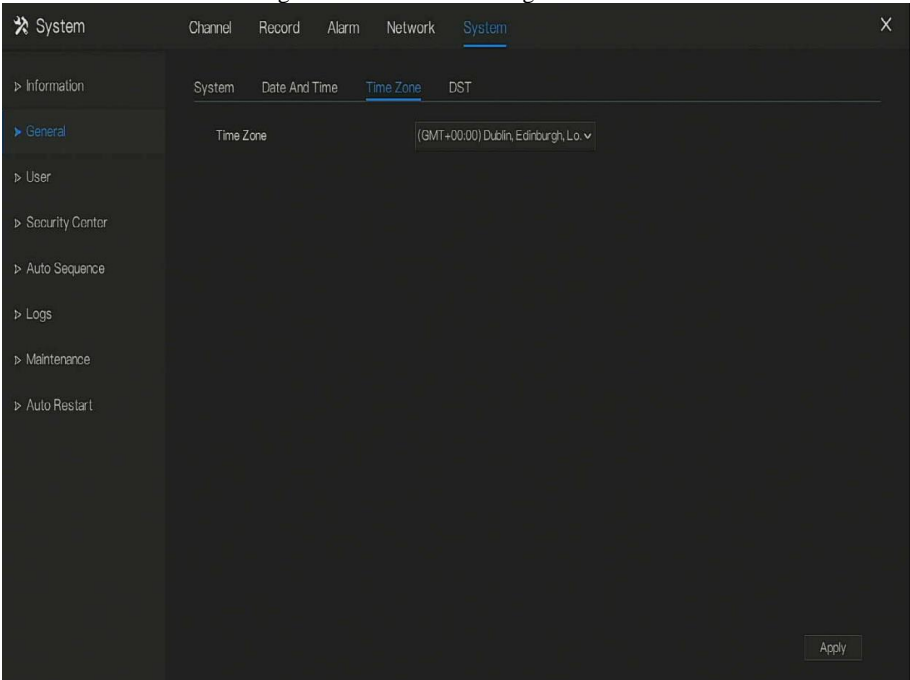 System
Channel Record Alarm Network System X
Information
General
User
Security Center
Auto Sequence
Logs
Maintenance
Auto Restart
System Date And Time Time Zone DST
Time Zone (GMT+00:00) Dublin, Edinburgh, Lo.
Apply